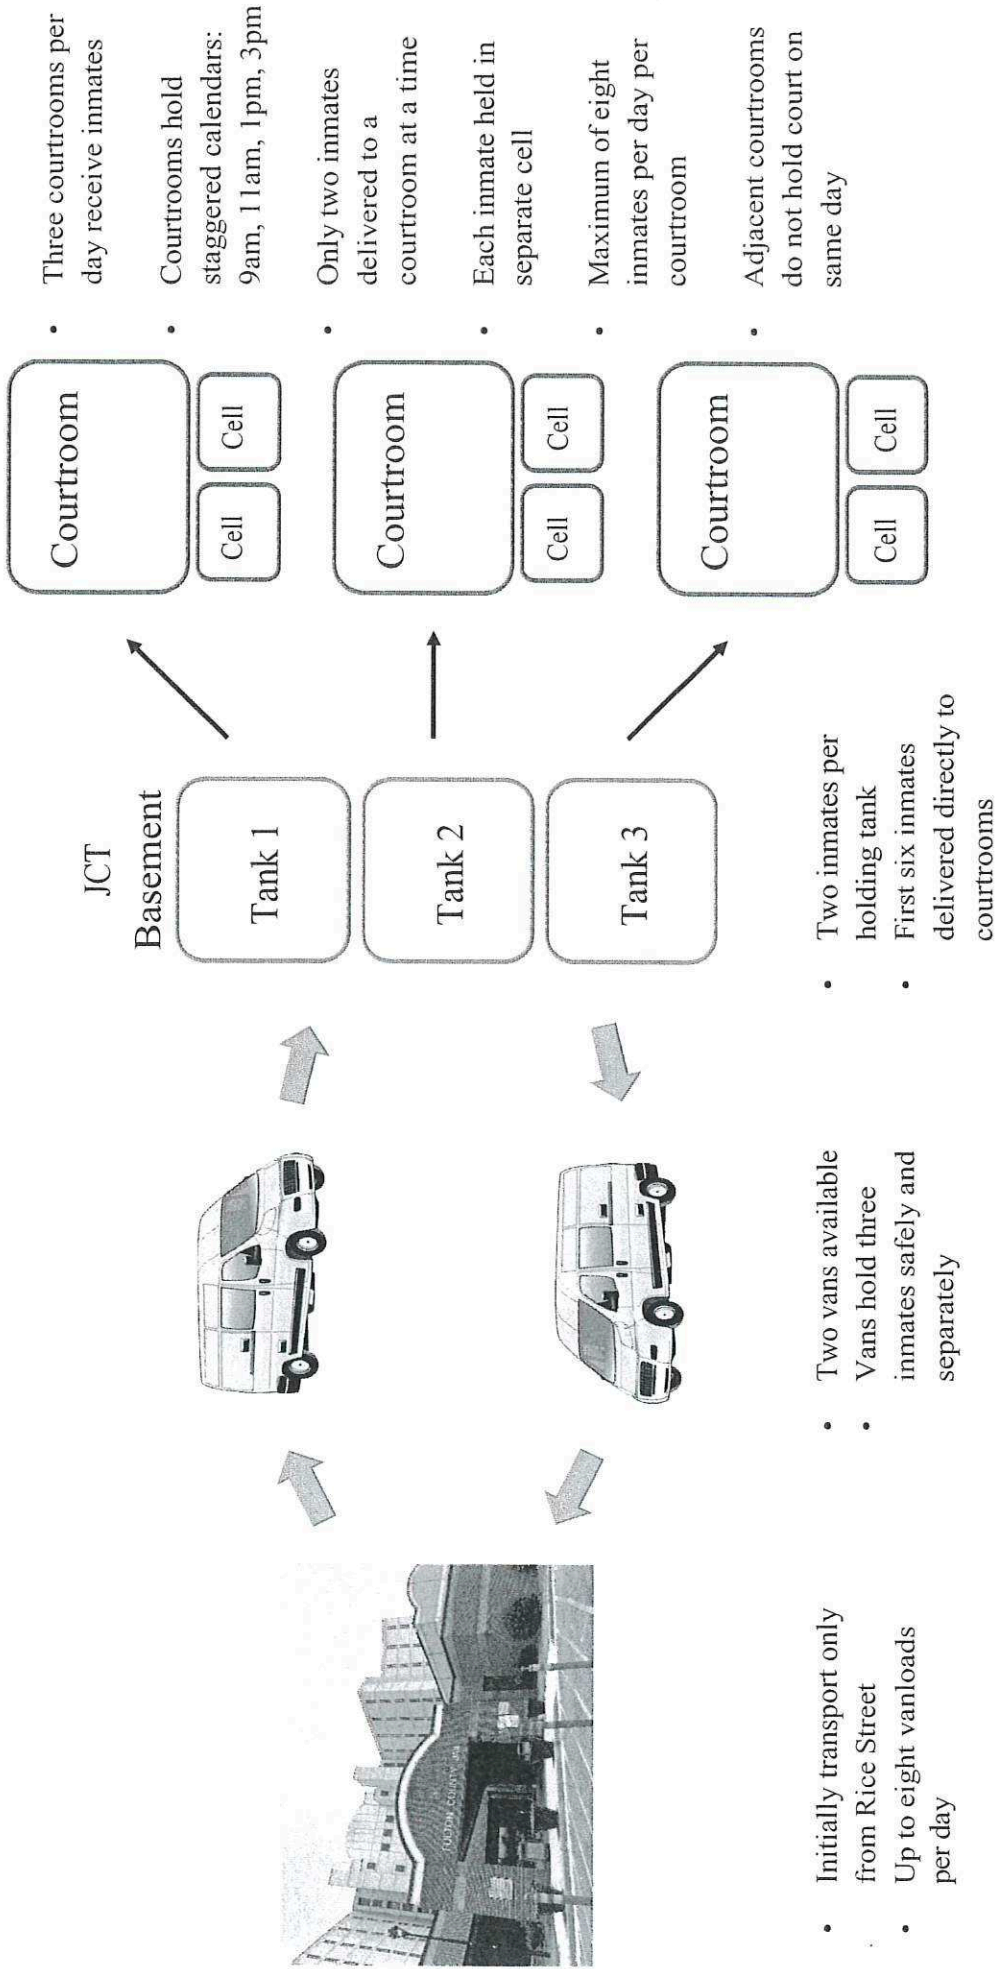 JCT
Basement
Tank 1
Tank 2
Tank 3
Courtroom
Cell
Cell
Courtroom
Cell
Cell
Courtroom
Cell
Cell
• Initially transport only
from Rice Street
• Up to eight vanloads
per day
• Two vans available
• Vans hold three
inmates safely and
separately
• Two inmates per
holding tank
• First six inmates
delivered directly to
courtrooms
• Three courtrooms per
day receive inmates
• Courtrooms hold
staggered calendars:
9am, 11am, 1pm, 3pm
• Only two inmates
delivered to a
courtroom at a time
• Each inmate held in
separate cell
• Maximum of eight
inmates per day per
courtroom
• Adjacent courtrooms
do not hold court on
same day